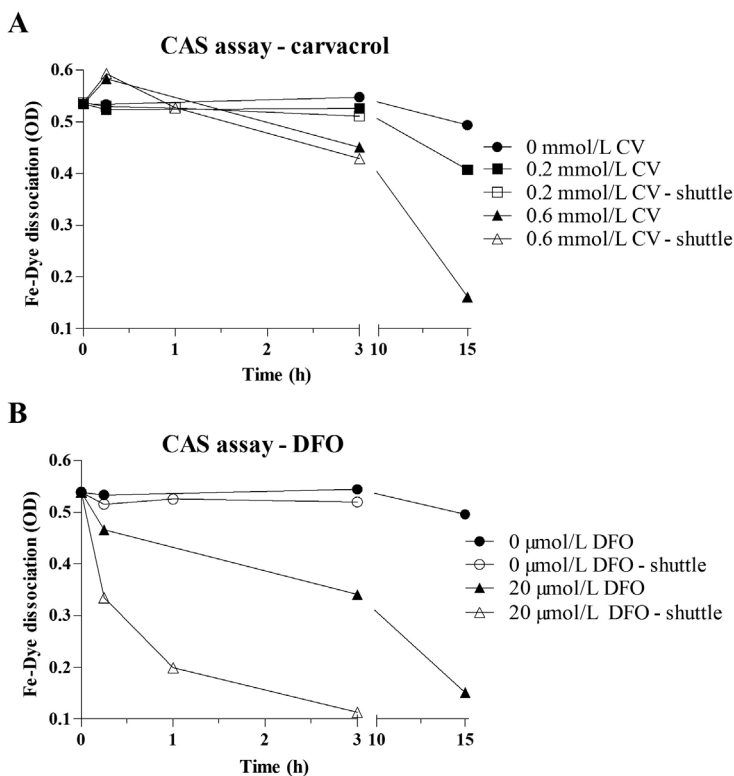 A
CAS assay - carvacrol
0.6
0.5
0.4
0.3
0.2
0.1
Fe-Dye dissociation (OD)
0 1 2 3 10 15
Time (h)
0 mmol/L CV
0.2 mmol/L CV
0.2 mmol/L CV - shuttle
0.6 mmol/L CV
0.6 mmol/L CV - shuttle
B
CAS assay - DFO
0.6
0.5
0.4
0.3
0.2
0.1
Fe-Dye dissociation (OD)
0 1 2 3 10 15
Time (h)
0 µmol/L DFO
0 µmol/L DFO - shuttle
20 µmol/L DFO
20 µmol/L DFO - shuttle